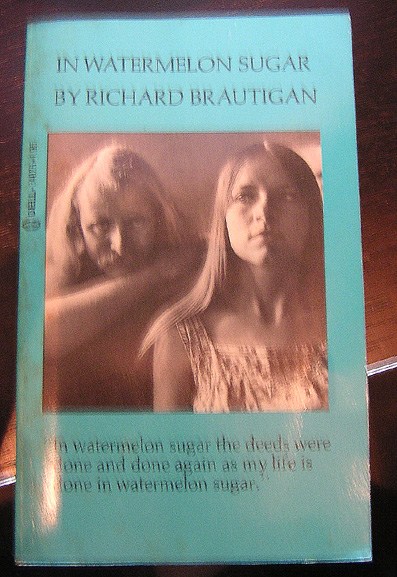 IN WATERMELON SUGAR
BY RICHARD BRAUTIGAN
in watermelon sugar the deeds were
done and done again as my life is
done in watermelon sugar.